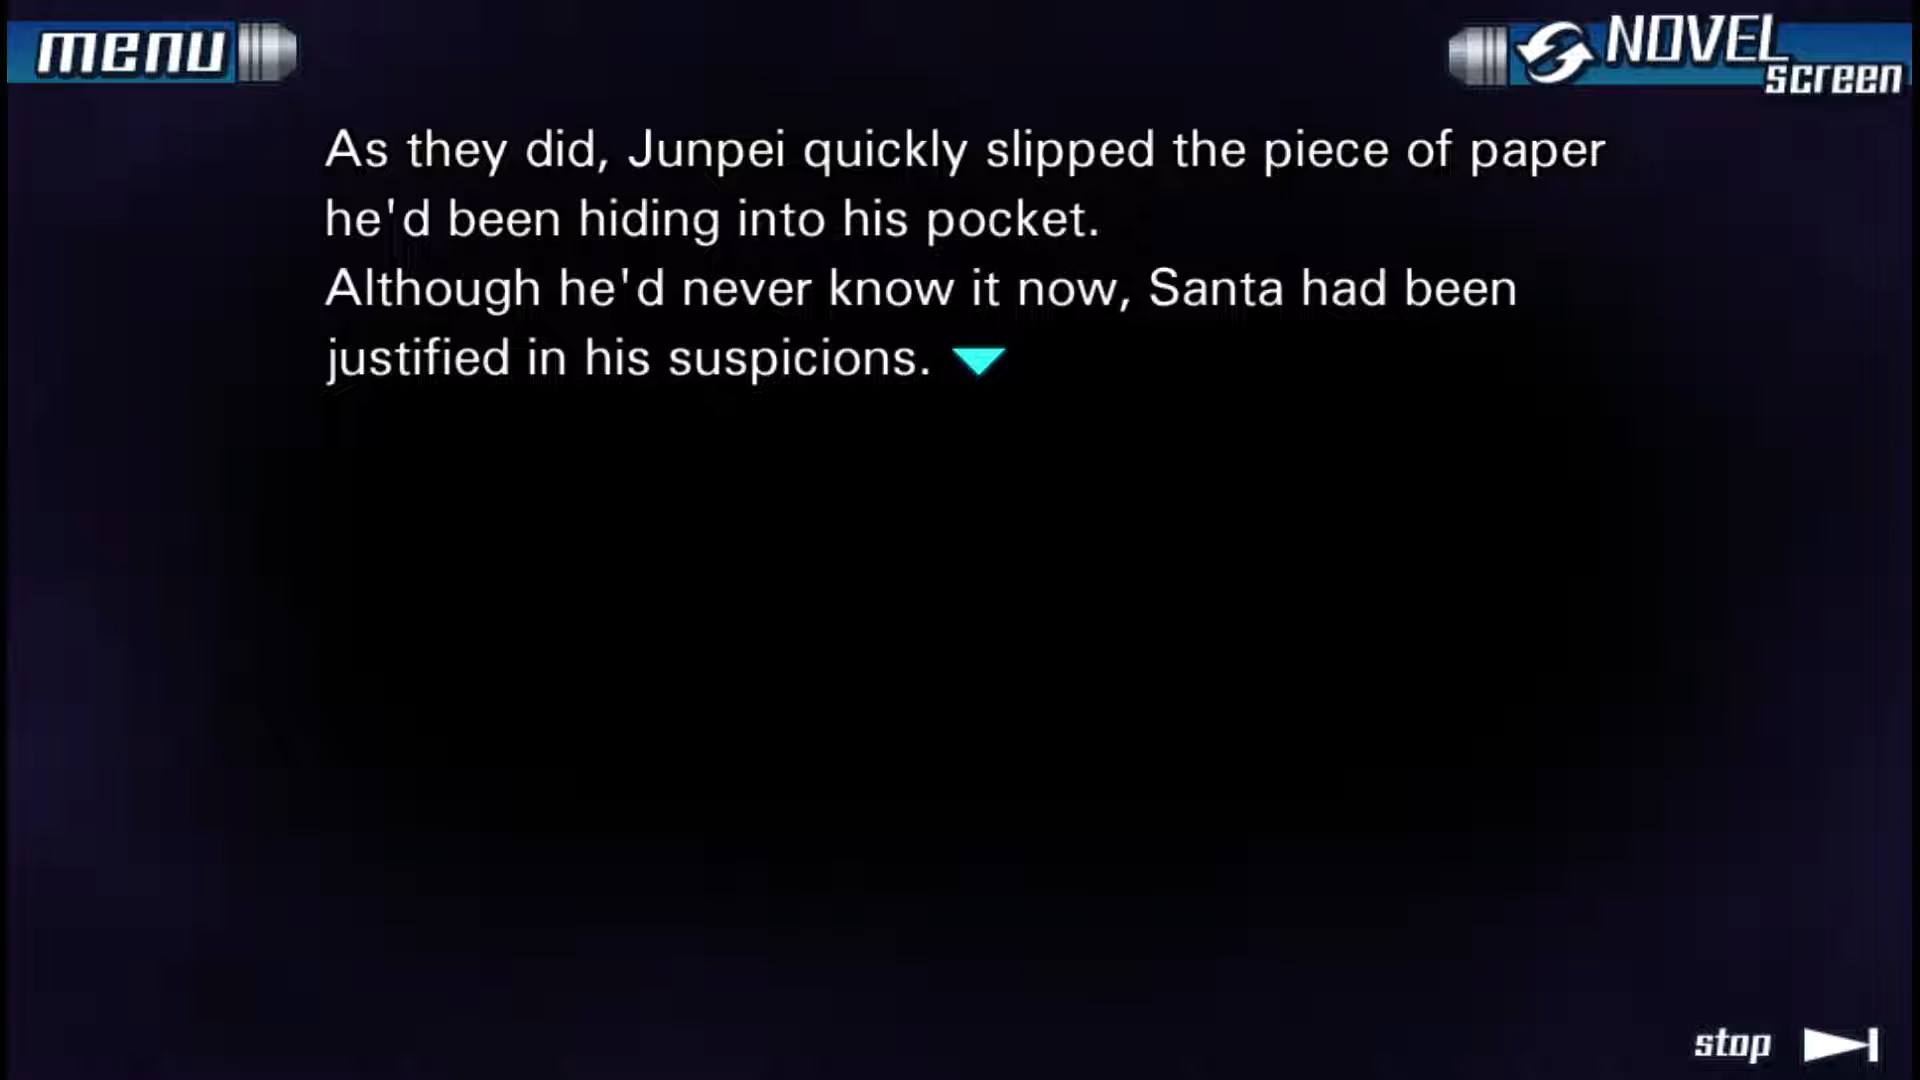 menu
NOVEL
screen
As they did, Junpei quickly slipped the piece of paper
he'd been hiding into his pocket.
Although he'd never know it now, Santa had been
justified in his suspicions.
stop